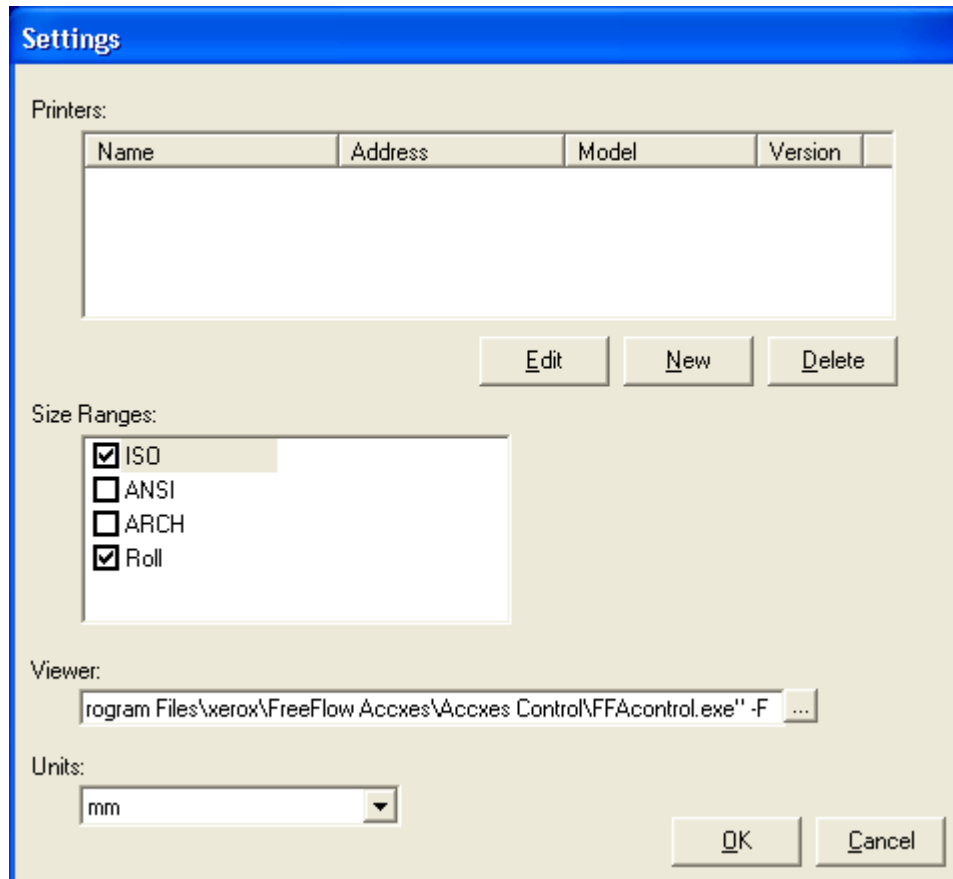 Settings
Printers:
Name Address Model Version
Edit New Delete
Size Ranges:
ISO
ANSI
ARCH
Roll
Viewer:
rogram Files\xerox\FreeFlow Accxes\Accxes Control\FFAcontrol.exe" -F ...
Units:
mm
OK Cancel